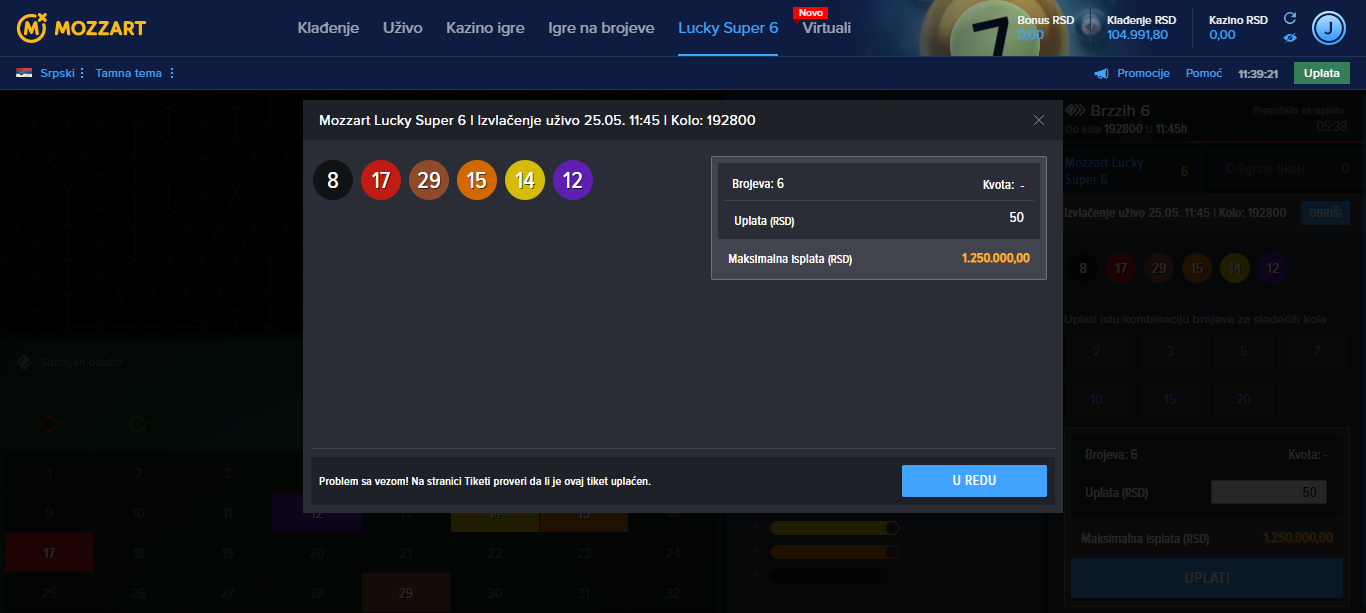 MOZZART
Klađenje Uživo Kazino igre Igre na brojeve Lucky Super 6 Novo Virtuali
7
Bonus RSD 0,00
Klađenje RSD 104.991,80
Kazino RSD 0,00
J
Srpski Tamna tema
Promocije Pomoć 11:39:21 Uplata
Mozzart Lucky Super 6 | Izvlačenje uživo 25.05. 11:45 | Kolo: 192800
8 17 29 15 14 12
Brojeva: 6 Kvota: -
Uplata (RSD) 50
Maksimalna isplata (RSD) 1.250.000,00
Problem sa vezom! Na stranici Tiketi proveri da li je ovaj tiket uplaćen.
U REDU
Brzzih 6
Od kola 192800 U 11:45h
Preostalo za uplatu:
05:38
Mozzart Lucky Super 6 6
Odigrani tiketi 0
Izvlačenje uživo 25.05. 11:45 | Kolo: 192800 OBRIŠI
8 17 29 15 14 12
Uplati istu kombinaciju brojeva za sledećih kola
2 3 5 7
10 15 20
Brojeva: 6 Kvota: -
Uplata (RSD) 50
Maksimalna isplata (RSD) 1.250.000,00
UPLATI
Slučajan odabir
1 2 3
9 10 11 12 13 14 15 16
17 18 19 20 21 22 23 24
25 26 27 28 29 30 31 32
1
1
1